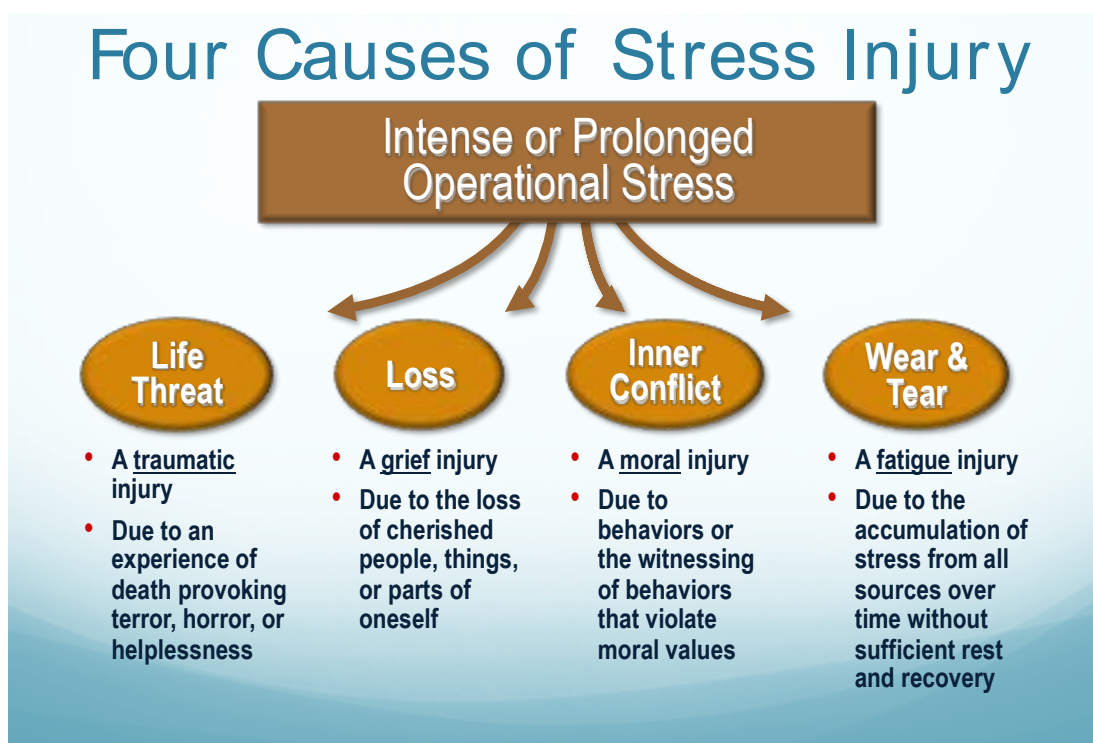 Four Causes of Stress Injury
Intense or Prolonged
Operational Stress
Life
Threat
• A traumatic
injury
• Due to an
experience of
death provoking
terror, horror, or
helplessness
Loss
• A grief injury
• Due to the loss
of cherished
people, things,
or parts of
oneself
Inner
Conflict
• A moral injury
• Due to
behaviors or
the witnessing
of behaviors
that violate
moral values
Wear &
Tear
• A fatigue injury
• Due to the
accumulation of
stress from all
sources over
time without
sufficient rest
and recovery